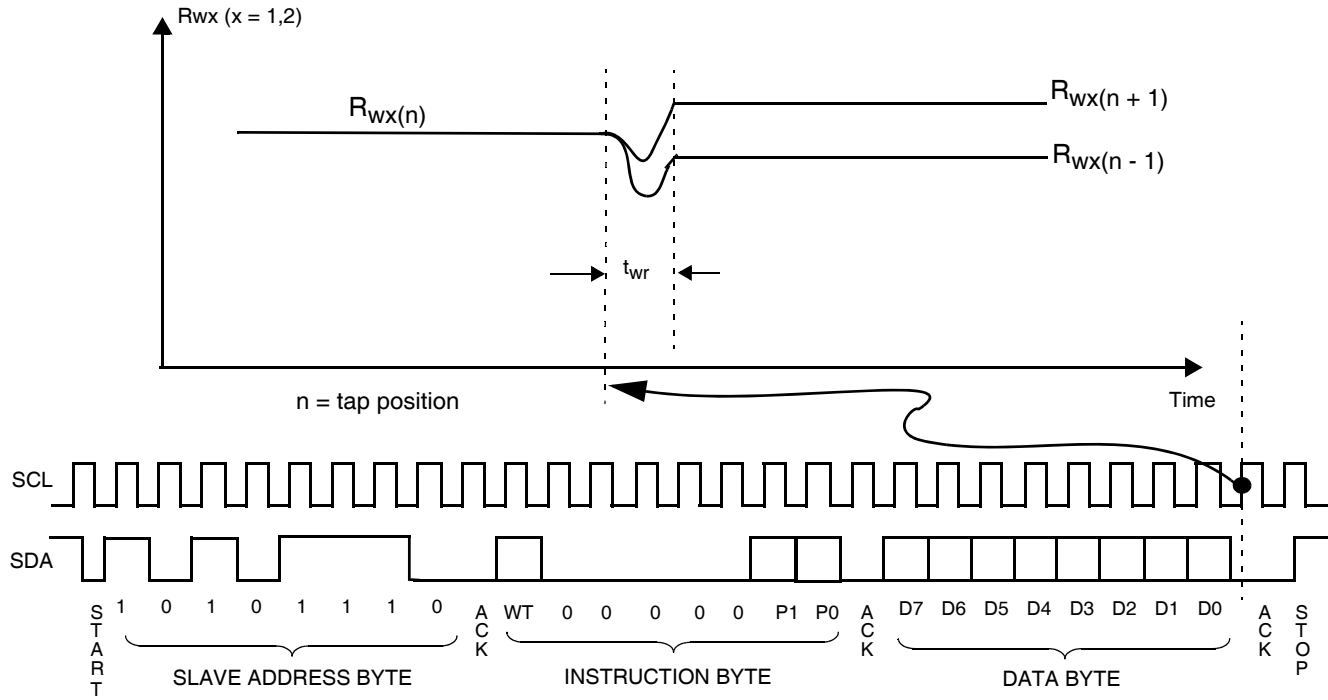 Rwx (x = 1,2)
Rwx(n)
Rwx(n + 1)
Rwx(n - 1)
twr
n = tap position
Time
SCL
SDA
START 1 0 1 0 1 1 1 0 ACK WT 0 0 0 0 0 P1 P0 ACK D7 D6 D5 D4 D3 D2 D1 D0 ACK STOP
SLAVE ADDRESS BYTE INSTRUCTION BYTE DATA BYTE